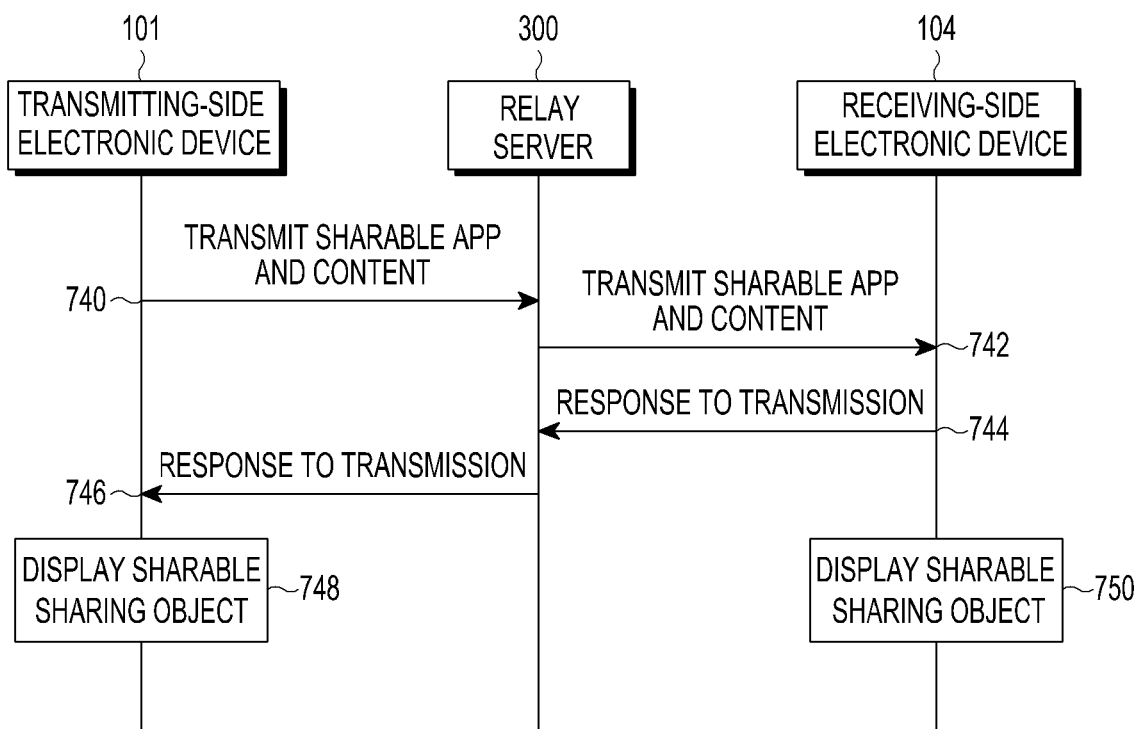 101
300
104
TRANSMITTING-SIDE
ELECTRONIC DEVICE
RELAY
SERVER
RECEIVING-SIDE
ELECTRONIC DEVICE
TRANSMIT SHARABLE APP
AND CONTENT
740
TRANSMIT SHARABLE APP
AND CONTENT
742
RESPONSE TO TRANSMISSION
744
RESPONSE TO TRANSMISSION
746
DISPLAY SHARABLE
SHARING OBJECT
748
DISPLAY SHARABLE
SHARING OBJECT
750